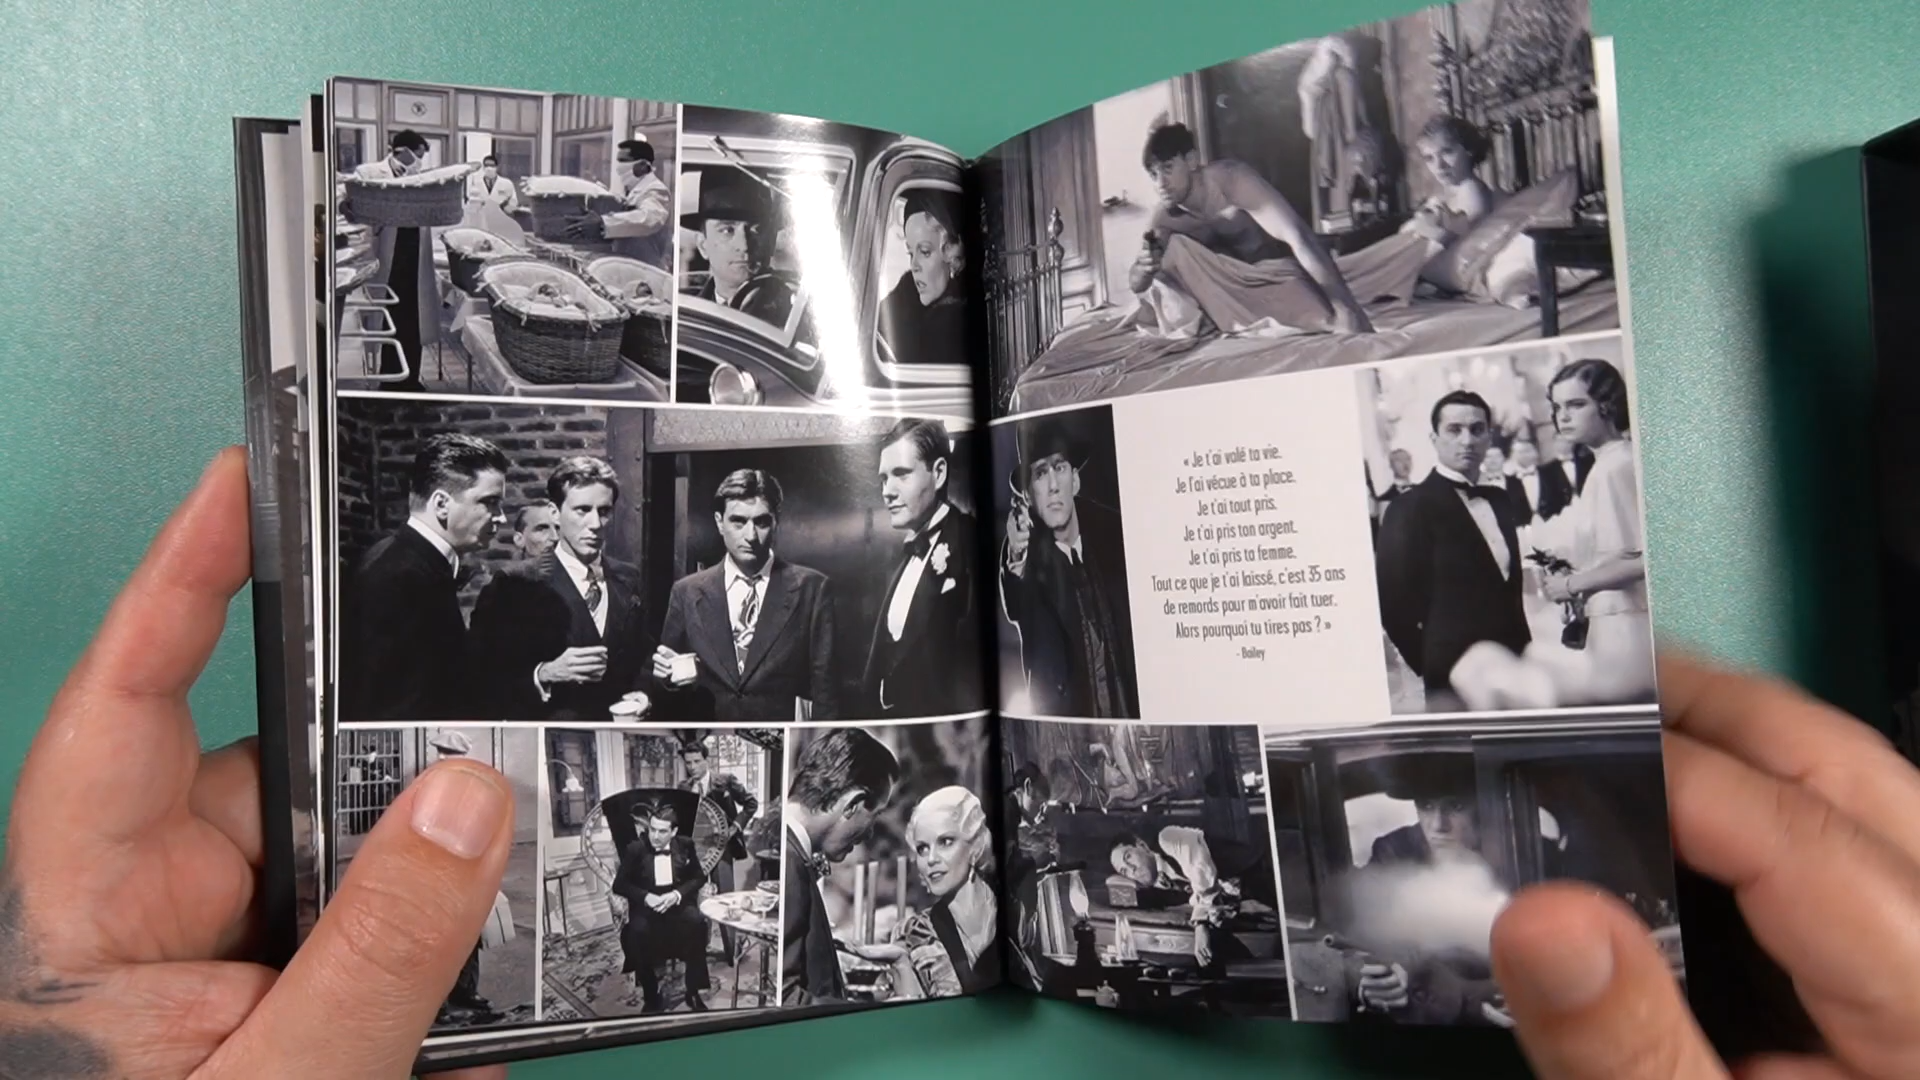 « Je t'ai volé ta vie.
Je l'ai vécue à ta place.
Je t'ai tout pris.
Je t'ai pris ton argent.
Je t'ai pris ta femme.
Tout ce que je t'ai laissé, c'est 35 ans
de remords pour m'avoir fait tuer.
Alors pourquoi tu tires pas ? »
- Bailey